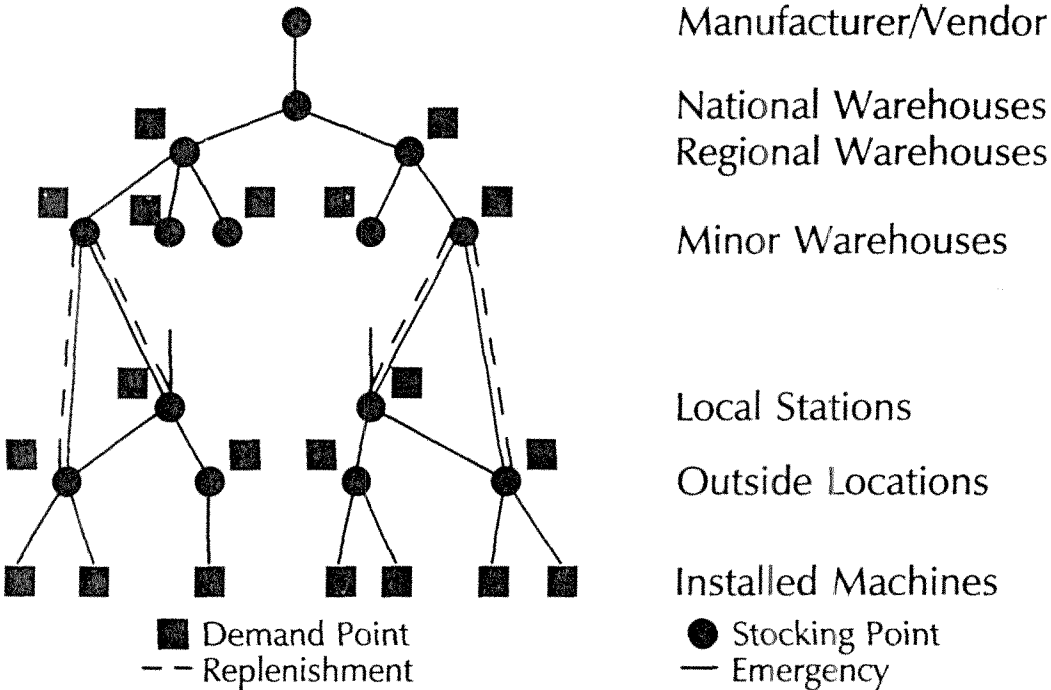 Manufacturer/Vendor
National Warehouses
Regional Warehouses
Minor Warehouses
Local Stations
Outside Locations
Installed Machines
Demand Point
Stocking Point
– – Replenishment
— Emergency